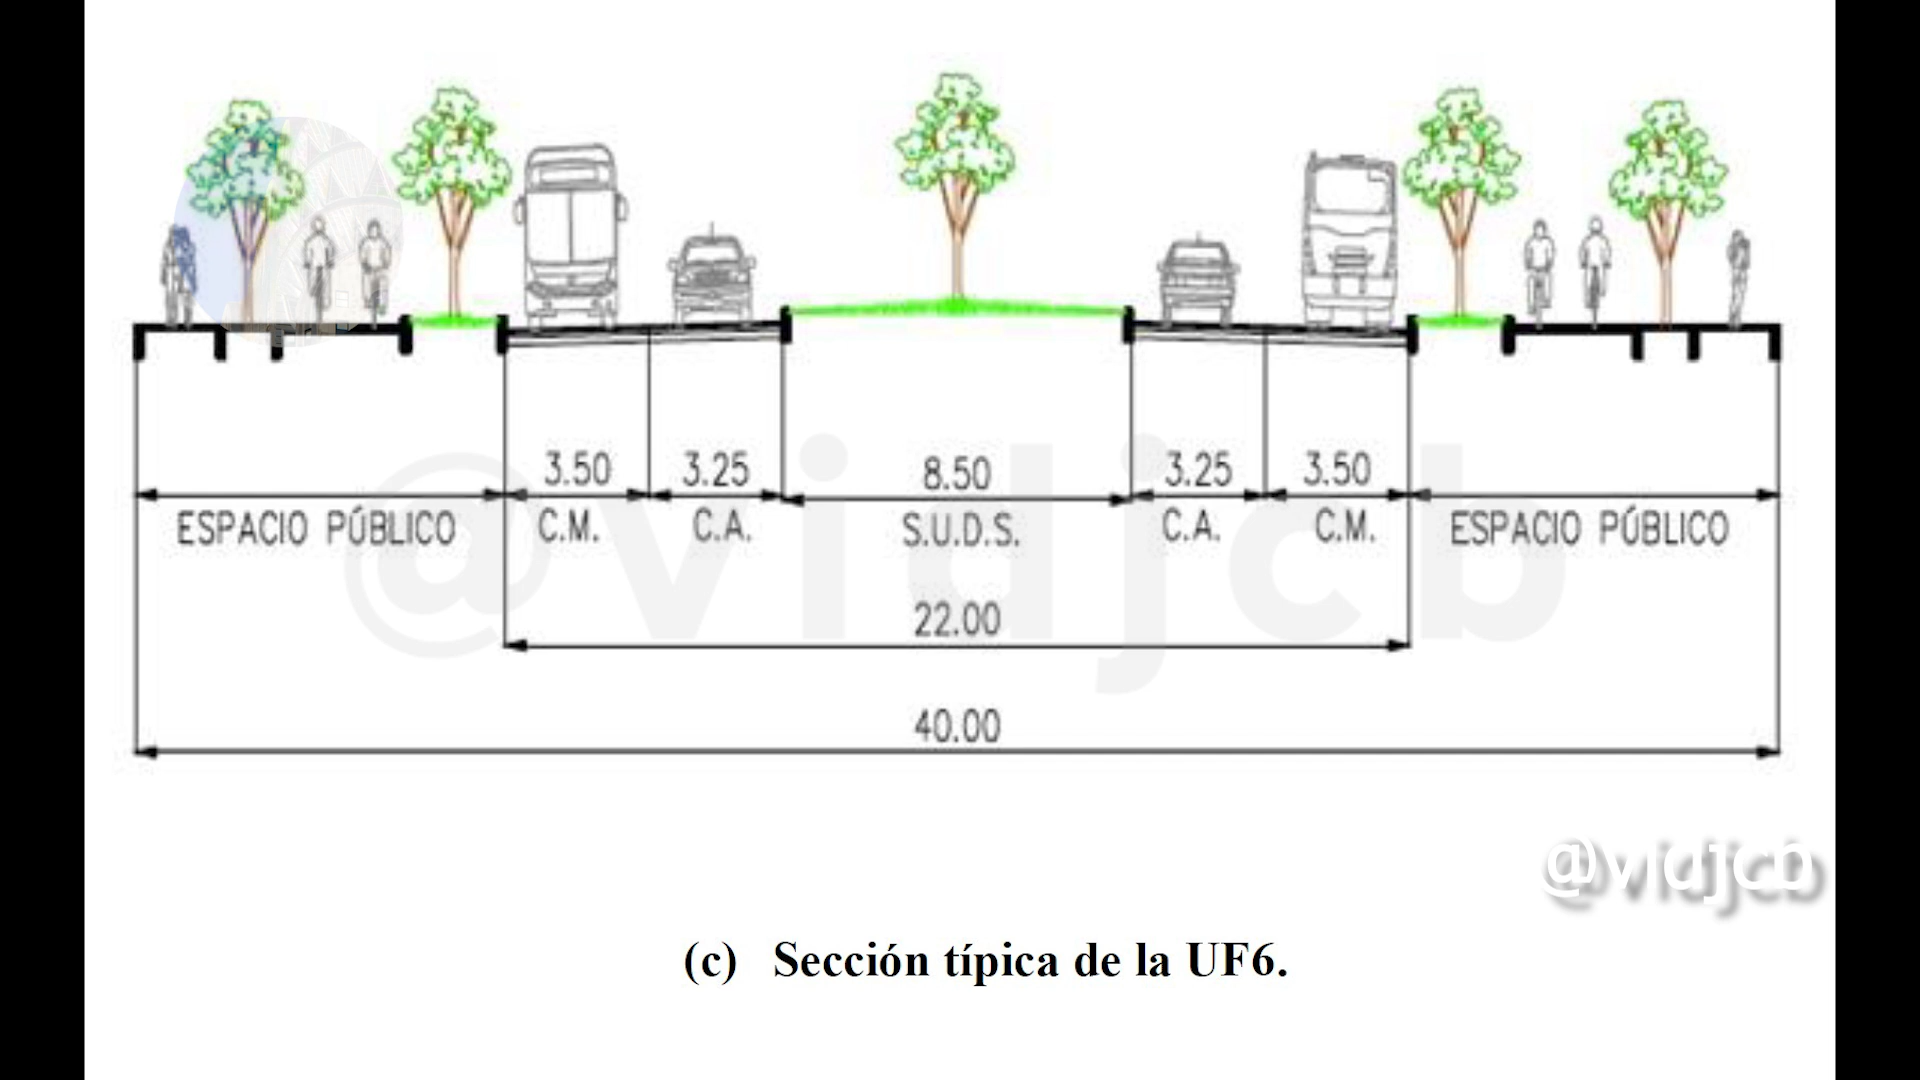 3.50 3.25 8.50 3.25 3.50
ESPACIO PÚBLICO C.M. C.A. S.U.D.S. C.A. C.M. ESPACIO PÚBLICO
@vidjcb
22.00
40.00
@vidjcb
(c) Sección típica de la UF6.